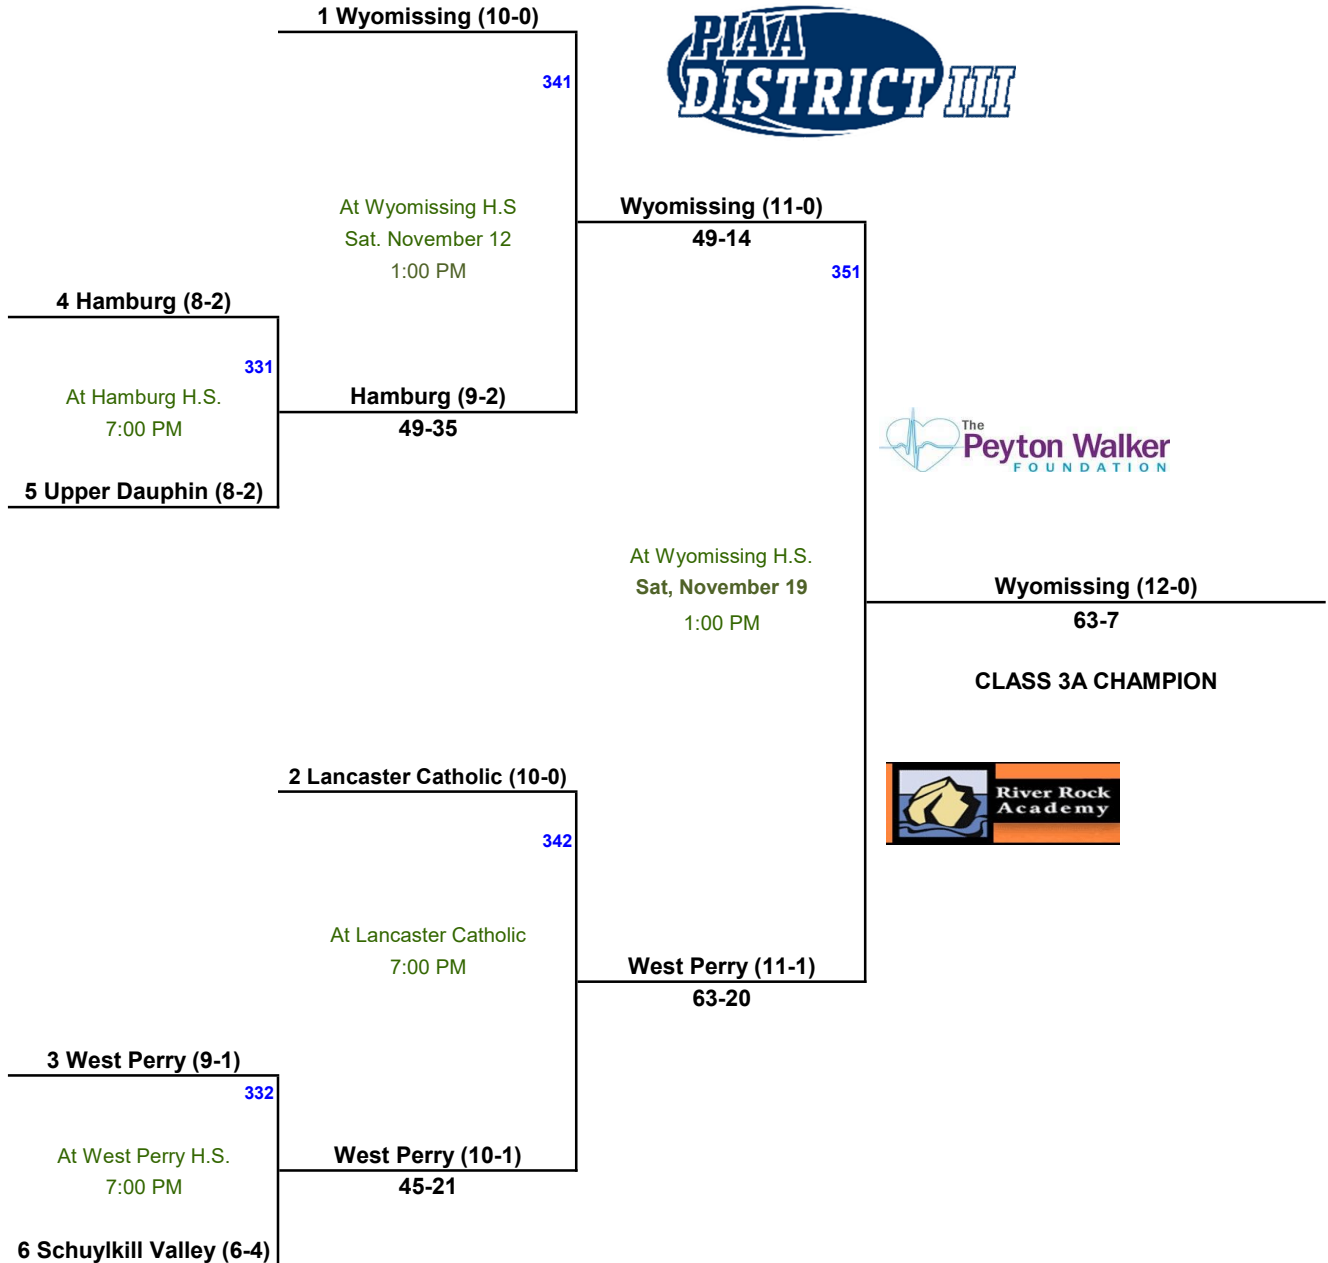 1 Wyomissing (10-0)
PIAA
DISTRICT III
341
At Wyomissing H.S
Sat. November 12
1:00 PM
Wyomissing (11-0)
49-14
351
4 Hamburg (8-2)
331
At Hamburg H.S.
7:00 PM
Hamburg (9-2)
49-35
5 Upper Dauphin (8-2)
The
Peyton Walker
FOUNDATION
At Wyomissing H.S.
Sat, November 19
1:00 PM
Wyomissing (12-0)
63-7
CLASS 3A CHAMPION
2 Lancaster Catholic (10-0)
River Rock
Academy
342
At Lancaster Catholic
7:00 PM
West Perry (11-1)
63-20
3 West Perry (9-1)
332
At West Perry H.S.
7:00 PM
West Perry (10-1)
45-21
6 Schuylkill Valley (6-4)